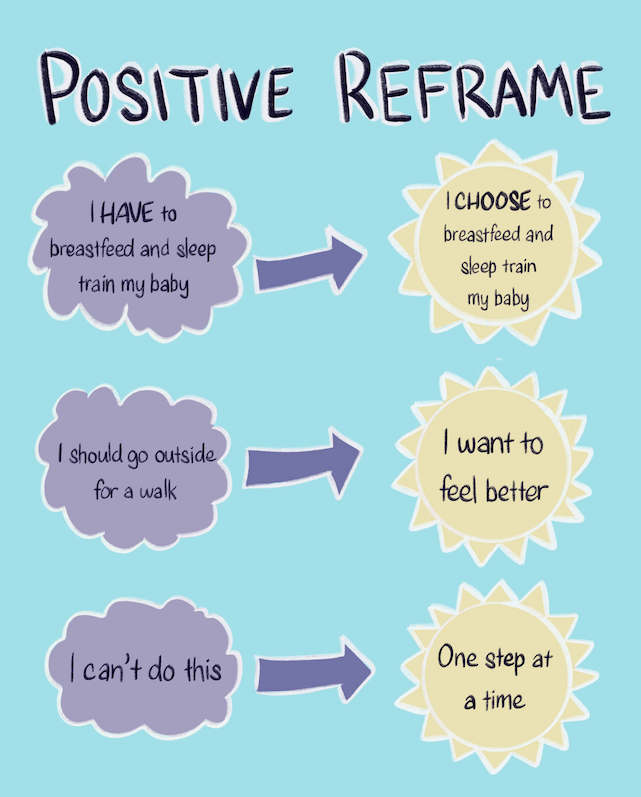 POSITIVE REFRAME
I HAVE to
breastfeed and sleep
train my baby
I CHOOSE to
breastfeed and
sleep train
my baby
I should go outside
for a walk
I want to
feel better
I can't do this
One step at
a time